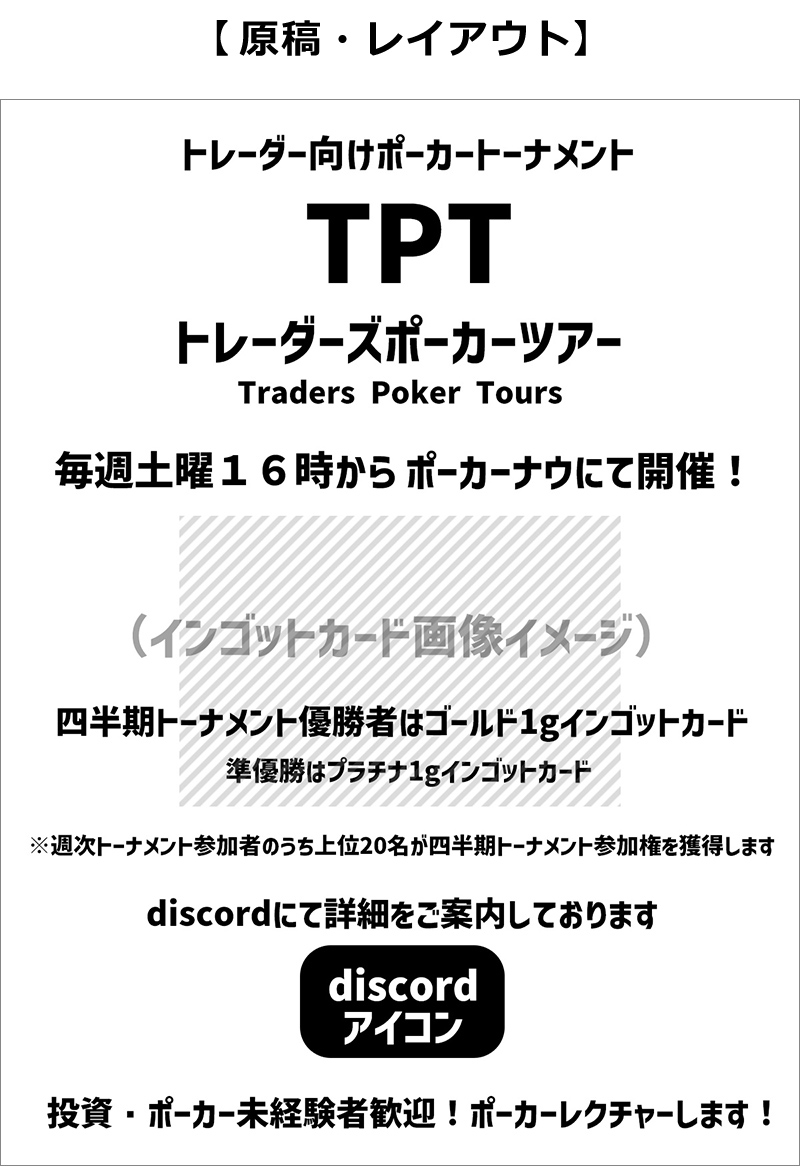 【原稿・レイアウト】
トレーダー向けポーカートーナメント
TPT
トレーダーズポーカーツアー
Traders Poker Tours
毎週土曜１６時から ポーカーナウにて開催！
（インゴットカード画像イメージ）
四半期トーナメント優勝者はゴールド1gインゴットカード
準優勝はプラチナ1gインゴットカード
※週次トーナメント参加者のうち上位20名が四半期トーナメント参加権を獲得します
discordにて詳細をご案内しております
discord
アイコン
投資・ポーカー未経験者歓迎！ポーカーレクチャーします！